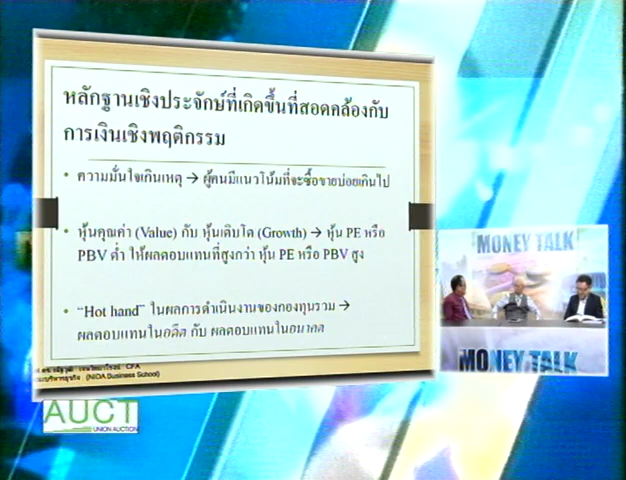 หลักฐานเชิงประจักษ์ที่เกิดขึ้นที่สอดคล้องกับ
การเงินเชิงพฤติกรรม
• ความมั่นใจเกินเหตุ → ผู้คนมีแนวโน้มที่จะซื้อขายบ่อยเกินไป
• หุ้นคุณค่า (Value) กับ หุ้นเติบโต (Growth) → หุ้น PE หรือ
PBV ต่ำ ให้ผลตอบแทนที่สูงกว่า หุ้น PE หรือ PBV สูง
• “Hot hand” ในผลการดำเนินงานของกองทุนรวม →
ผลตอบแทนในอดีต กับ ผลตอบแทนในอนาคต
CFA
(NIDA Business School)
MONEY TALK
MONEY TALK
AUCT
UNION AUCTION